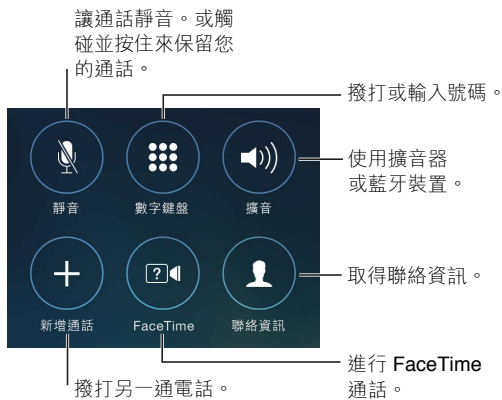 讓通話靜音。或觸
碰並按住來保留您
的通話。
撥打或輸入號碼。
使用擴音器
或藍牙裝置。
靜音
數字鍵盤
擴音
取得聯絡資訊。
新增通話
FaceTime
聯絡資訊
進行 FaceTime
通話。
撥打另一通電話。